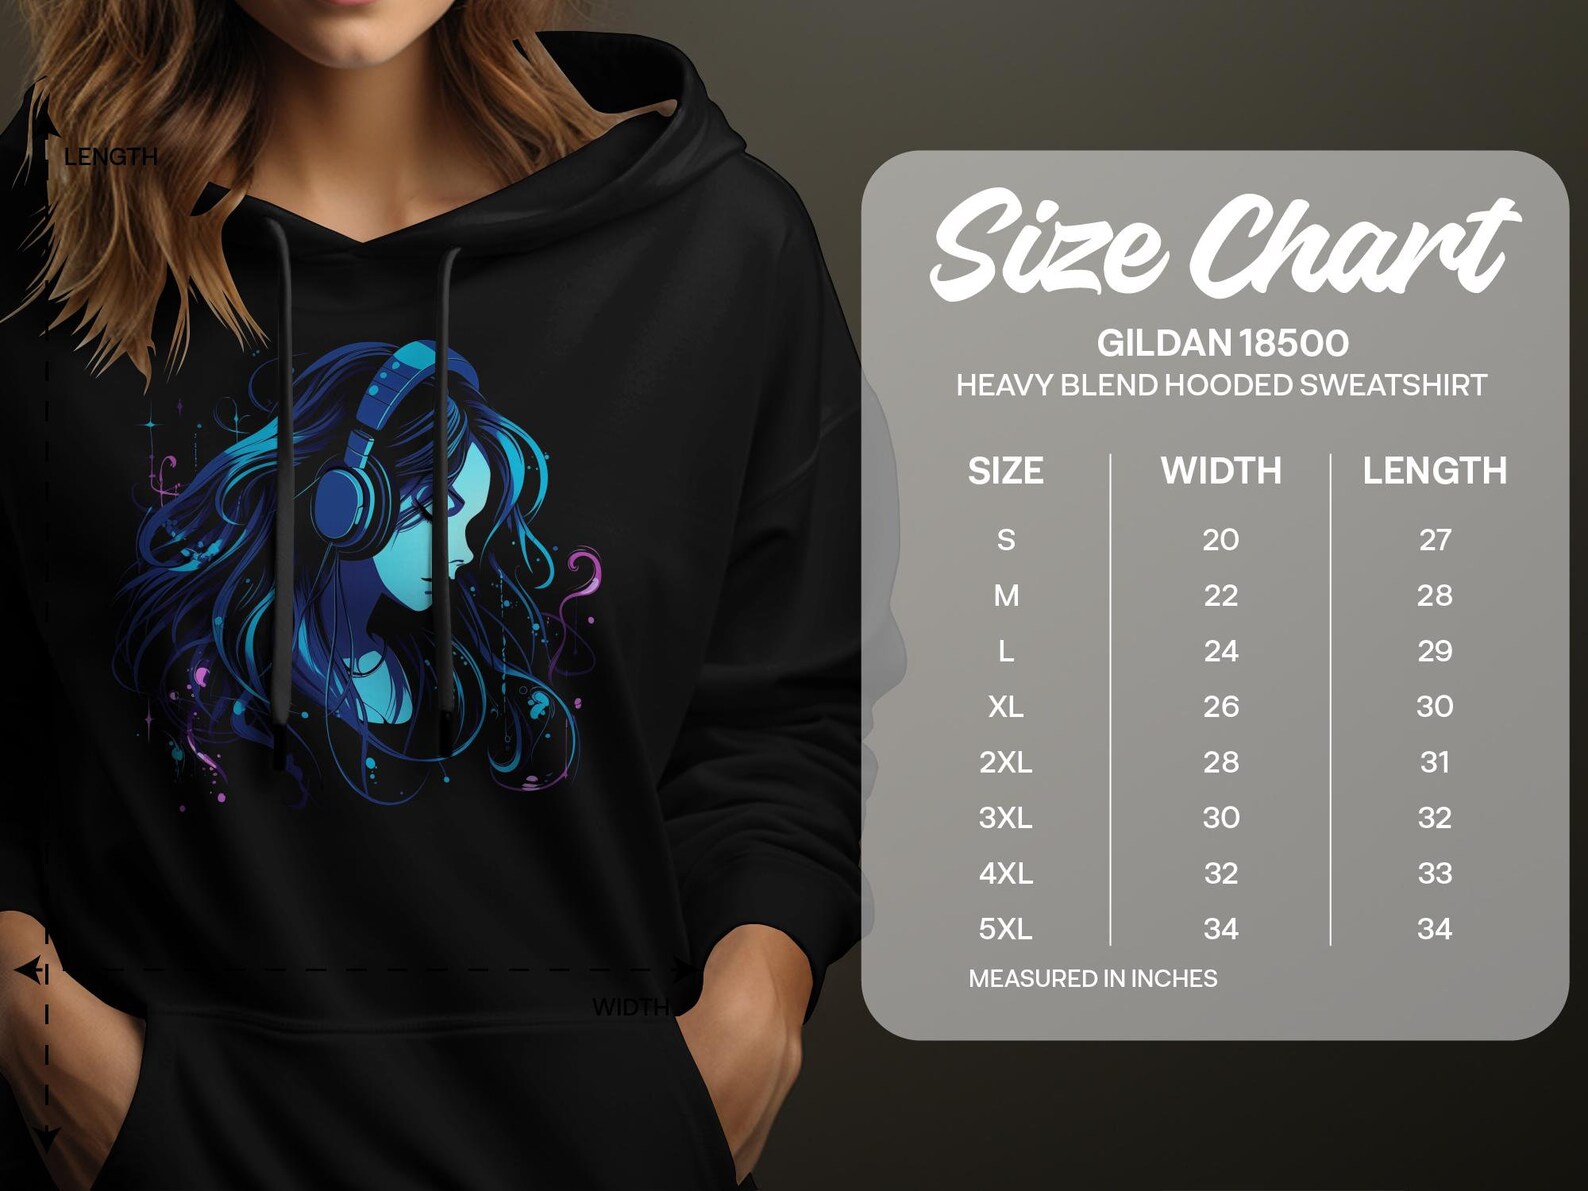 LENGTH
WIDTH
Size Chart
GILDAN 18500
HEAVY BLEND HOODED SWEATSHIRT
SIZE WIDTH LENGTH
S 20 27
M 22 28
L 24 29
XL 26 30
2XL 28 31
3XL 30 32
4XL 32 33
5XL 34 34
MEASURED IN INCHES